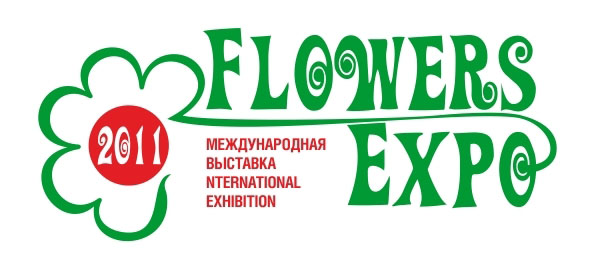 FLOWERS
EXPO
2011
МЕЖДУНАРОДНАЯ
ВЫСТАВКА
NTERNATIONAL
EXHIBITION